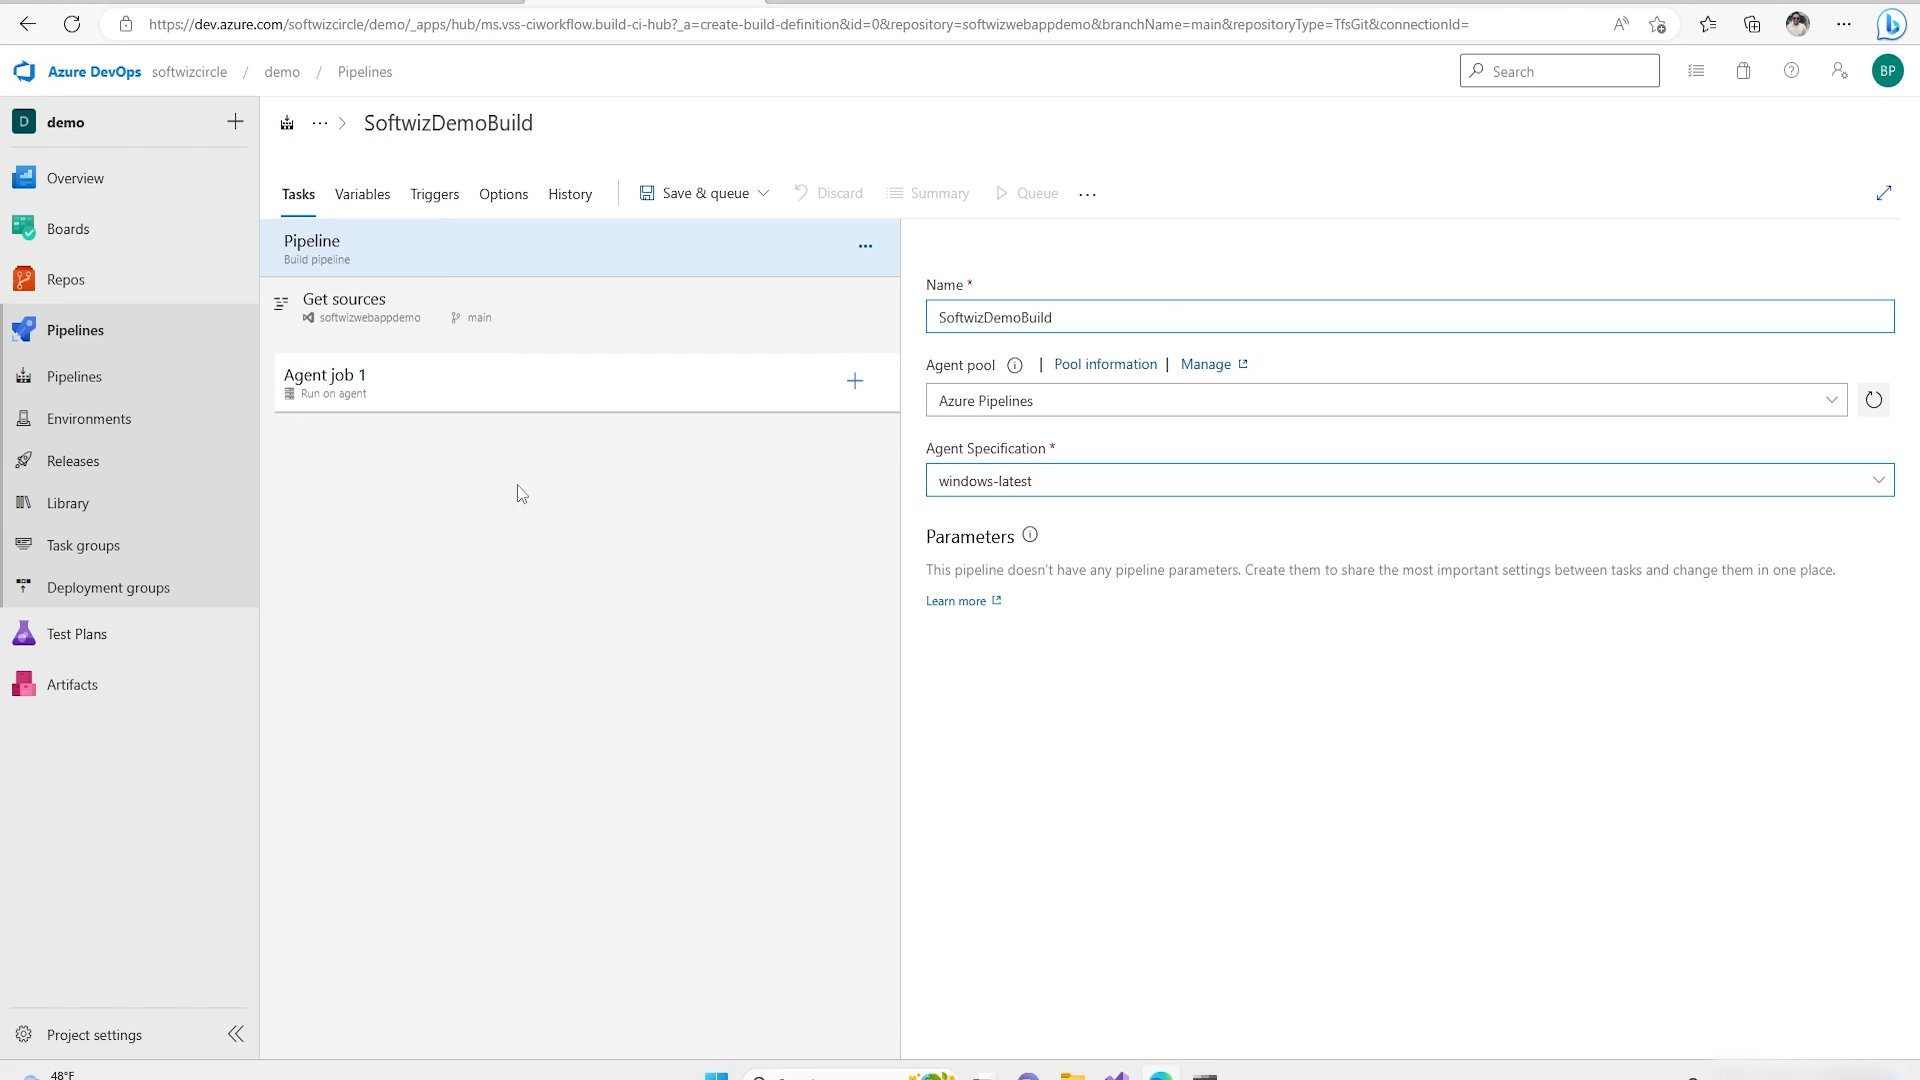 https://dev.azure.com/softwizcircle/demo/_apps/hub/ms.vss-ciworkflow.build-ci-hub?_a=create-build-definition&id=0&repository=softwizwebappdemo&branchName=main&repositoryType=TfsGit&connectionId=
Azure DevOps softwizcircle / demo / Pipelines
Search
BP
D demo
SoftwizDemoBuild
Overview
Boards
Repos
Pipelines
Pipelines
Environments
Releases
Library
Task groups
Deployment groups
Test Plans
Artifacts
Project settings
Tasks Variables Triggers Options History Save & queue Discard Summary Queue ...
Pipeline
Build pipeline
Get sources
softwizwebappdemo main
Agent job 1
Run on agent
Name *
SoftwizDemoBuild
Agent pool | Pool information | Manage
Azure Pipelines
Agent Specification *
windows-latest
Parameters
This pipeline doesn't have any pipeline parameters. Create them to share the most important settings between tasks and change them in one place.
Learn more
48°F